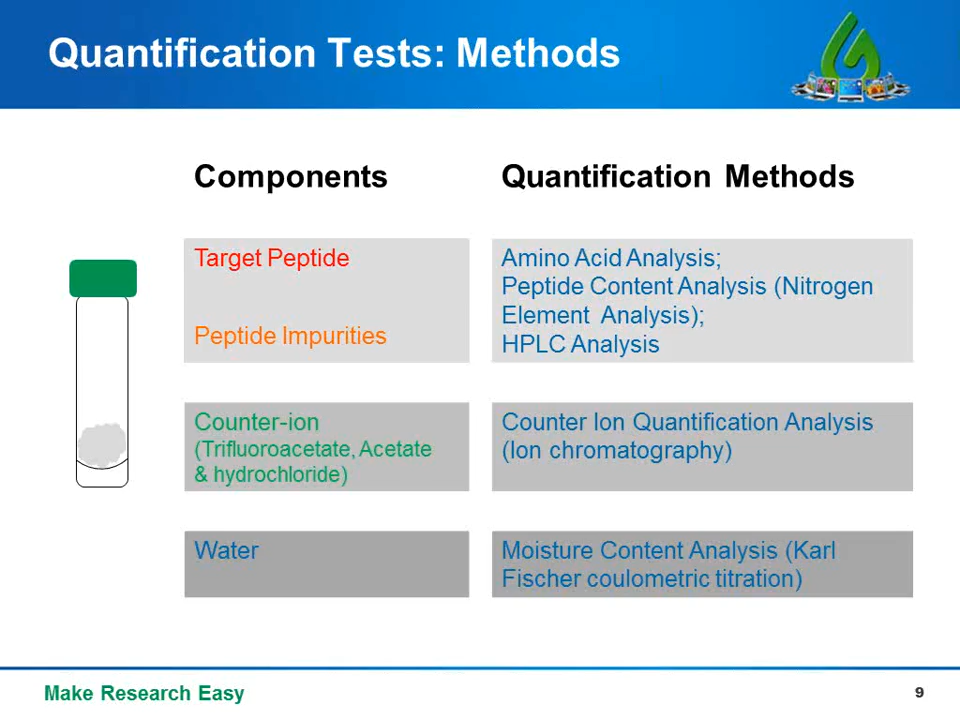 Quantification Tests: Methods
Components
Quantification Methods
Target Peptide
Peptide Impurities
Amino Acid Analysis;
Peptide Content Analysis (Nitrogen
Element Analysis);
HPLC Analysis
Counter-ion
(Trifluoroacetate, Acetate
& hydrochloride)
Counter Ion Quantification Analysis
(Ion chromatography)
Water
Moisture Content Analysis (Karl
Fischer coulometric titration)
Make Research Easy
9